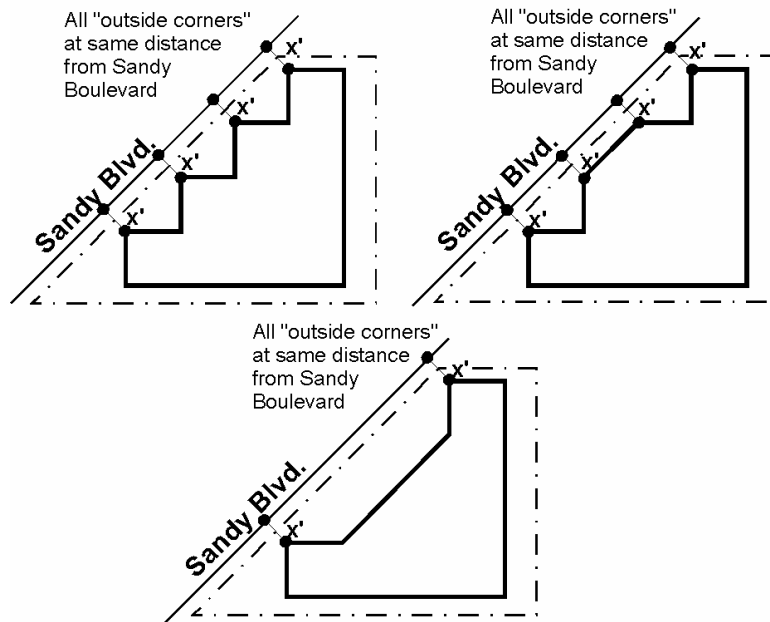 All "outside corners"
at same distance
from Sandy
Boulevard
x'
x'
x'
x'
Sandy Blvd.
All "outside corners"
at same distance
from Sandy
Boulevard
x'
x'
x'
x'
Sandy Blvd.
All "outside corners"
at same distance
from Sandy
Boulevard
x'
x'
Sandy Blvd.